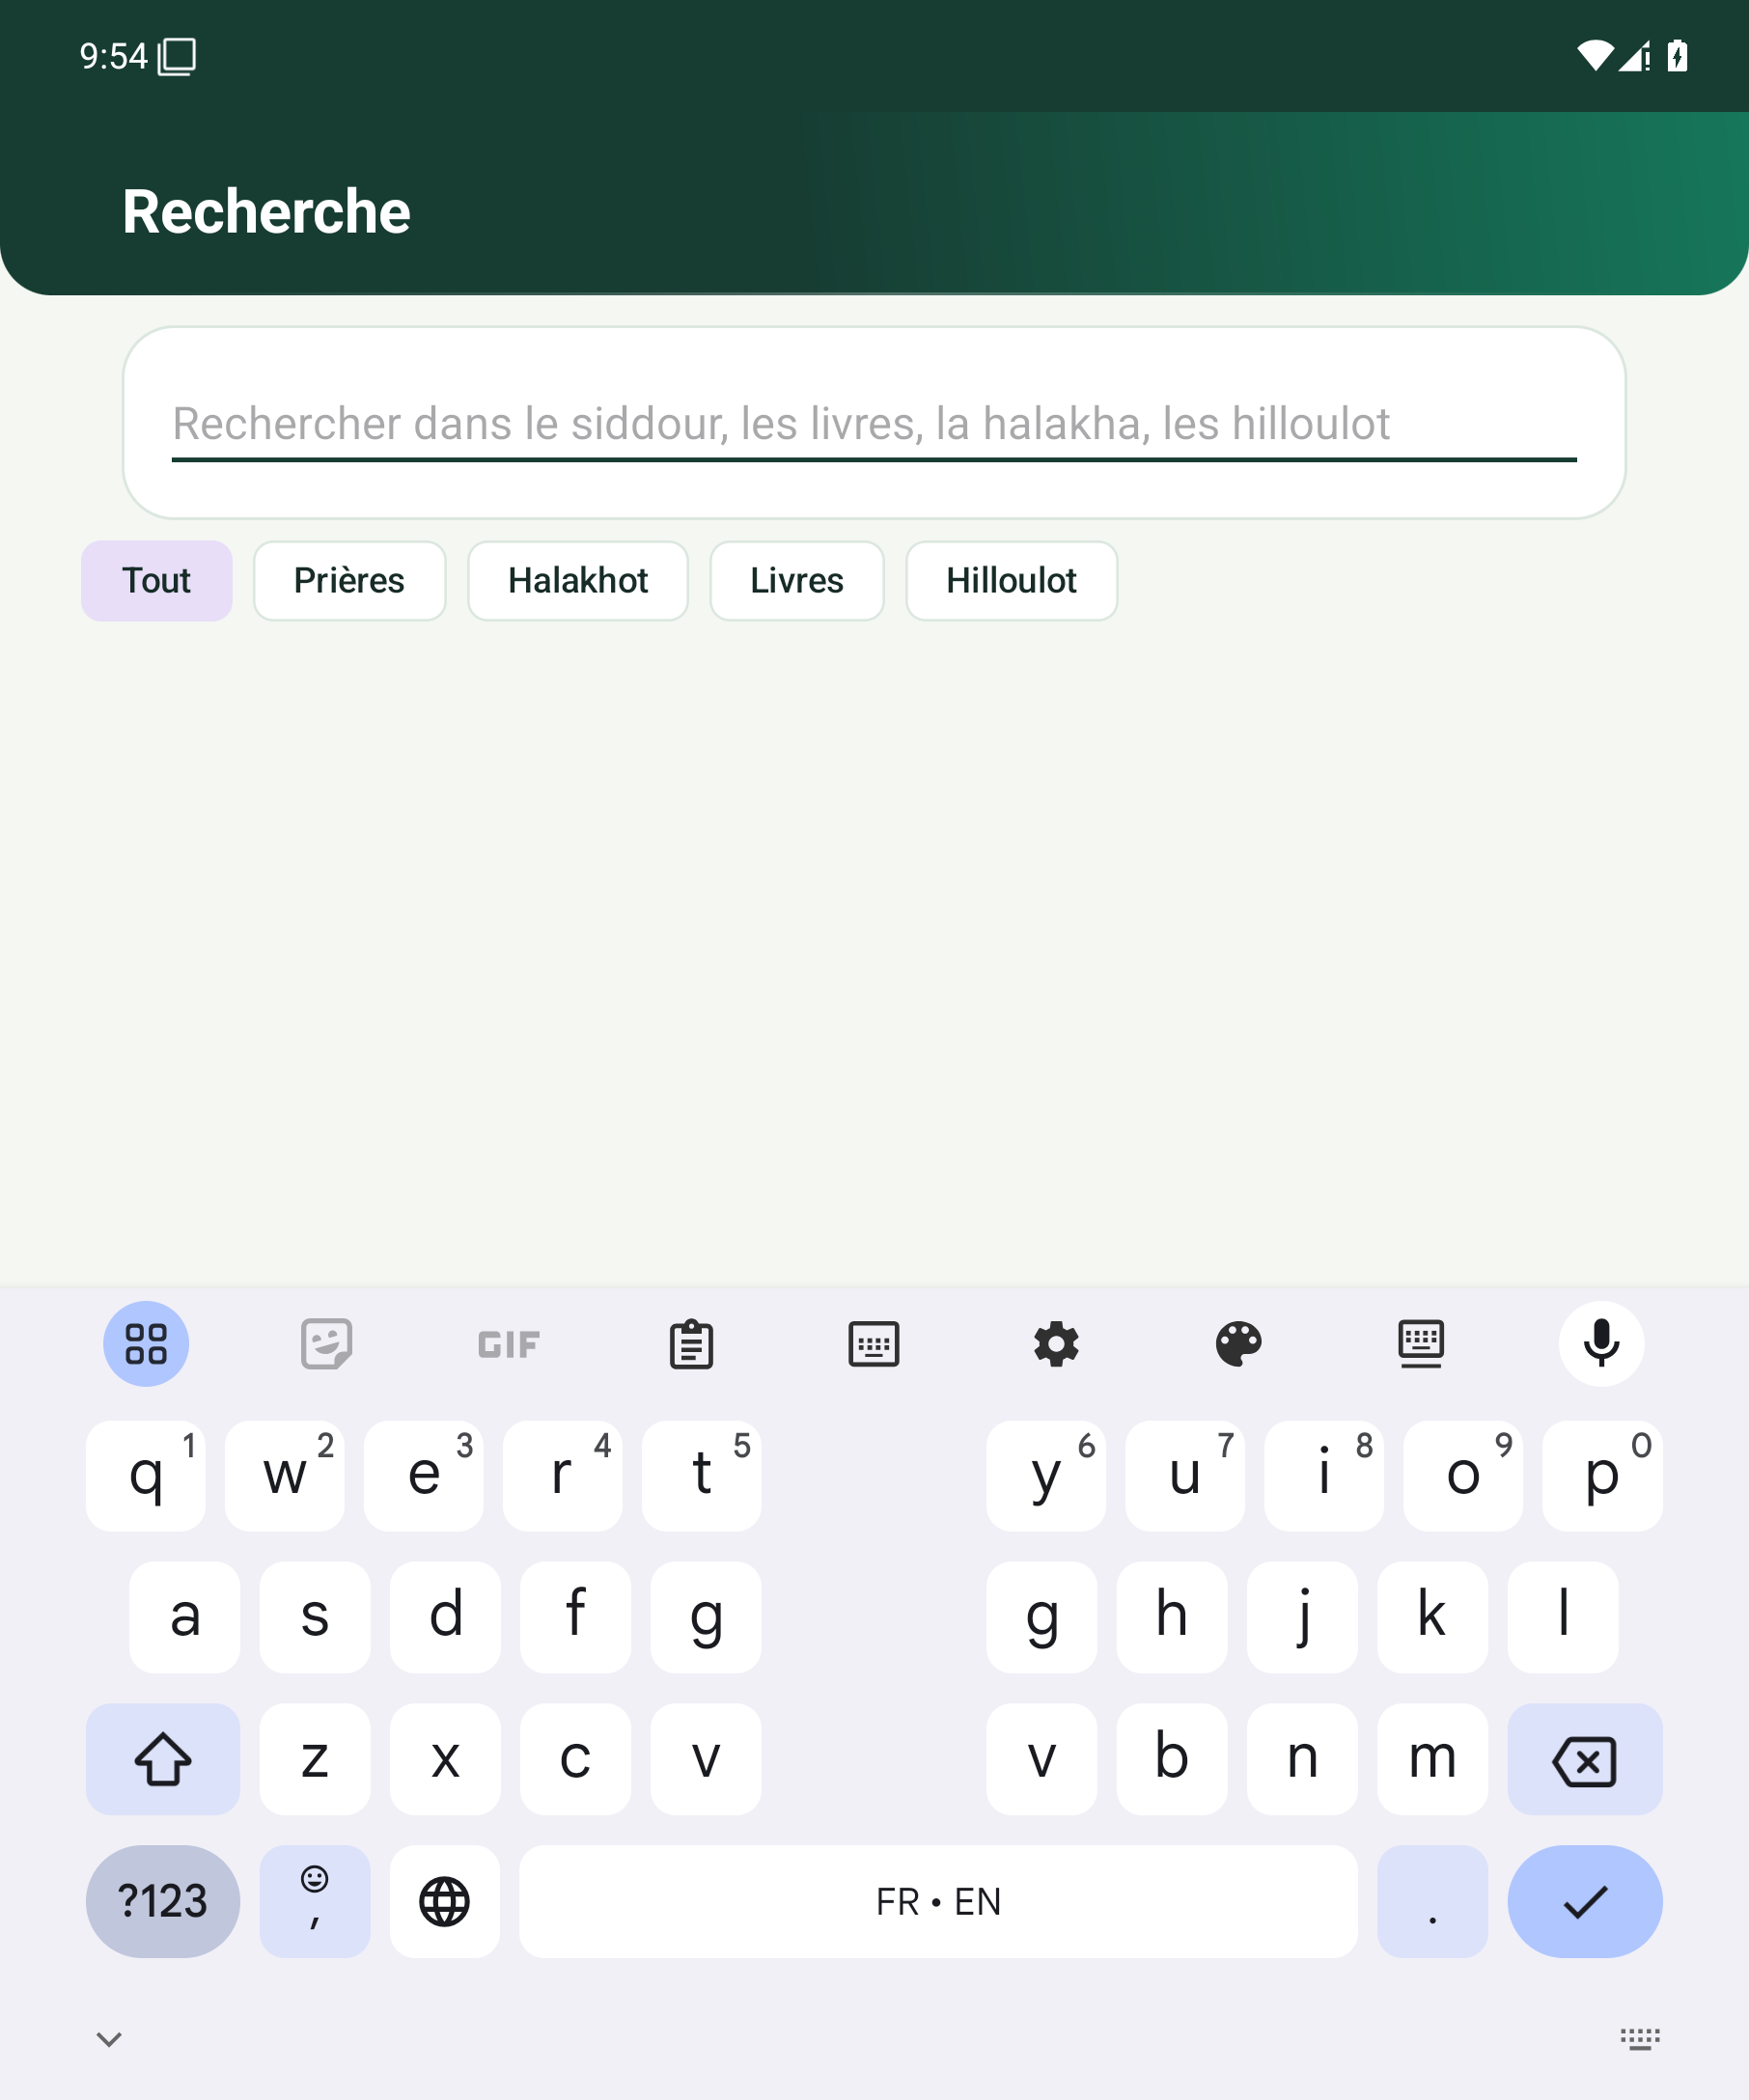 9:54
Recherche
Rechercher dans le siddour, les livres, la halakha, les hilloulot
Tout Prières Halakhot Livres Hilloulot
GIF
q 1 w 2 e 3 r 4 t 5 y 6 u 7 i 8 o 9 p 0
a s d f g g h j k l
z x c v v b n m
?123 , FR • EN .